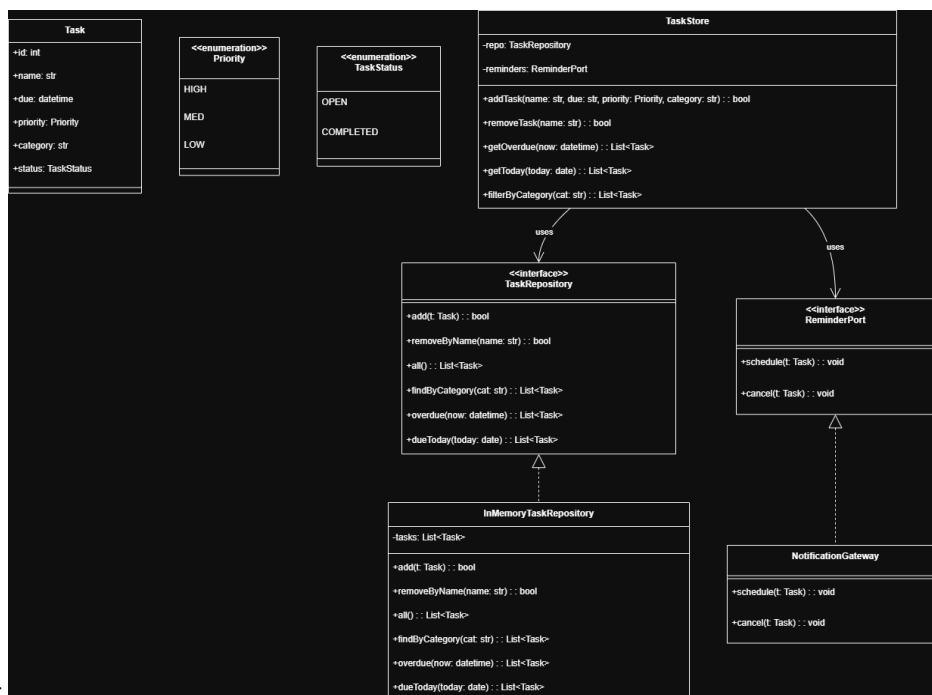 Task
+id: int
+name: str
+due: datetime
+priority: Priority
+category: str
+status: TaskStatus
<<enumeration>>
Priority
HIGH
MED
LOW
<<enumeration>>
TaskStatus
OPEN
COMPLETED
TaskStore
-repo: TaskRepository
-reminders: ReminderPort
+addTask(name: str, due: str, priority: Priority, category: str) : : bool
+removeTask(name: str) : : bool
+getOverdue(now: datetime) : : List<Task>
+getToday(today: date) : : List<Task>
+filterByCategory(cat: str) : : List<Task>
uses
uses
<<interface>>
TaskRepository
+add(t: Task) : : bool
+removeByName(name: str) : : bool
+all() : : List<Task>
+findByCategory(cat: str) : : List<Task>
+overdue(now: datetime) : : List<Task>
+dueToday(today: date) : : List<Task>
<<interface>>
ReminderPort
+schedule(t: Task) : : void
+cancel(t: Task) : : void
InMemoryTaskRepository
-tasks: List<Task>
+add(t: Task) : : bool
+removeByName(name: str) : : bool
+all() : : List<Task>
+findByCategory(cat: str) : : List<Task>
+overdue(now: datetime) : : List<Task>
+dueToday(today: date) : : List<Task>
NotificationGateway
+schedule(t: Task) : : void
+cancel(t: Task) : : void